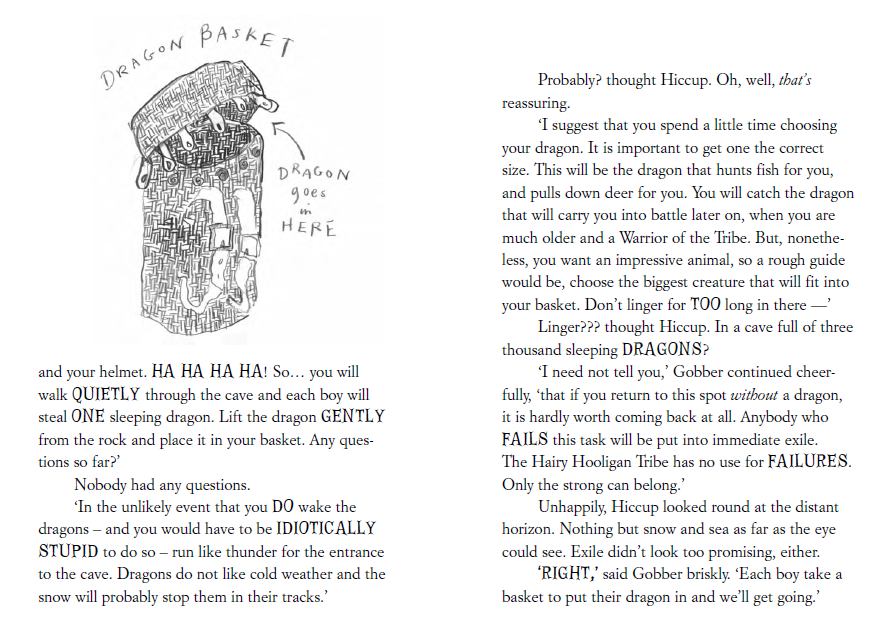 DRAGON BASKET
DRAGON
goes
in
HERE
and your helmet. HA HA HA HA! So… you will
walk QUIETLY through the cave and each boy will
steal ONE sleeping dragon. Lift the dragon GENTLY
from the rock and place it in your basket. Any ques-
tions so far?’
Nobody had any questions.
‘In the unlikely event that you DO wake the
dragons – and you would have to be IDIOTICALLY
STUPID to do so – run like thunder for the entrance
to the cave. Dragons do not like cold weather and the
snow will probably stop them in their tracks.’
Probably? thought Hiccup. Oh, well, that’s
reassuring.
‘I suggest that you spend a little time choosing
your dragon. It is important to get one the correct
size. This will be the dragon that hunts fish for you,
and pulls down deer for you. You will catch the dragon
that will carry you into battle later on, when you are
much older and a Warrior of the Tribe. But, nonethe-
less, you want an impressive animal, so a rough guide
would be, choose the biggest creature that will fit into
your basket. Don’t linger for TOO long in there —’
Linger??? thought Hiccup. In a cave full of three
thousand sleeping DRAGONS?
‘I need not tell you,’ Gobber continued cheer-
fully, ‘that if you return to this spot without a dragon,
it is hardly worth coming back at all. Anybody who
FAILS this task will be put into immediate exile.
The Hairy Hooligan Tribe has no use for FAILURES.
Only the strong can belong.’
Unhappily, Hiccup looked round at the distant
horizon. Nothing but snow and sea as far as the eye
could see. Exile didn’t look too promising, either.
‘RIGHT,’ said Gobber briskly. ‘Each boy take a
basket to put their dragon in and we’ll get going.’